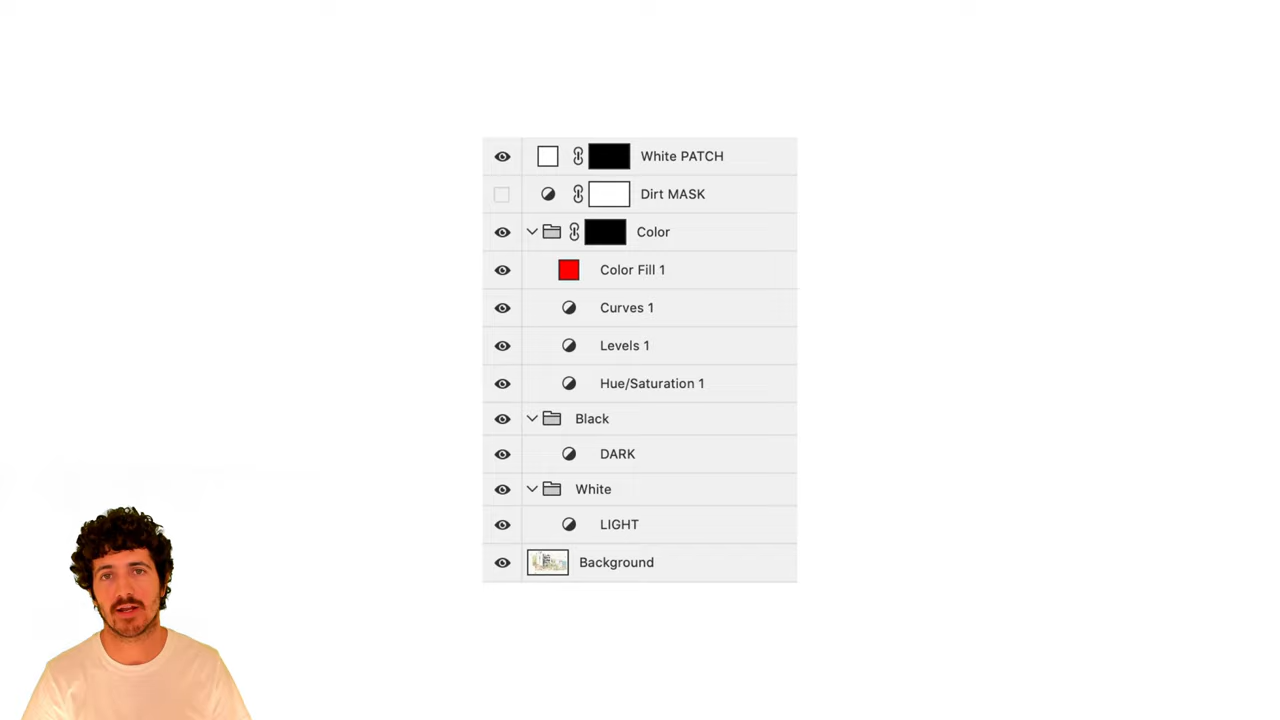 White PATCH
Dirt MASK
Color
Color Fill 1
Curves 1
Levels 1
Hue/Saturation 1
Black
DARK
White
LIGHT
Background